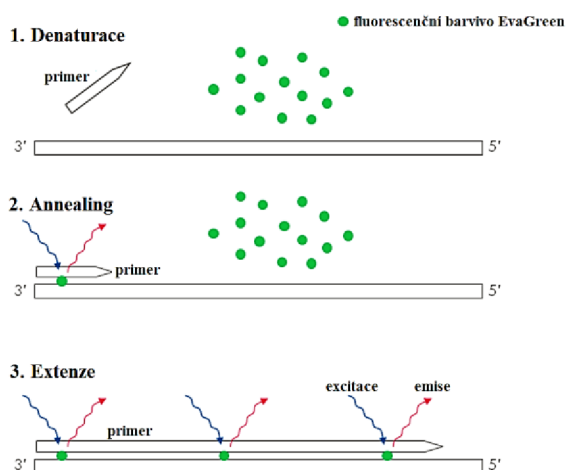 fluorescenční barvivo EvaGreen
1. Denaturace
primer
3' 5'
2. Annealing
primer
3' 5'
3. Extenze
excitace emise
primer
3' 5'